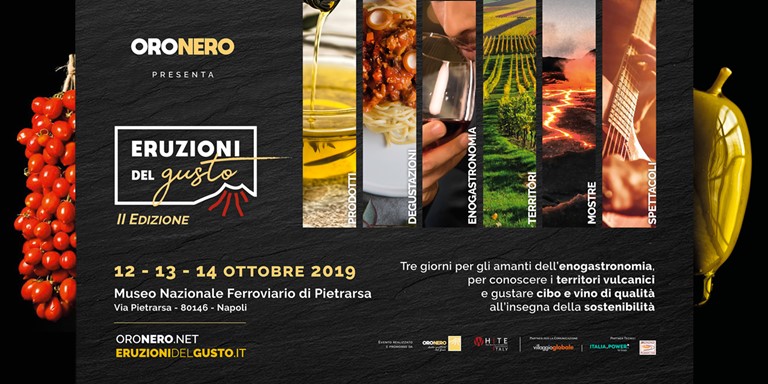 ORONERO
PRESENTA
ERUZIONI
DEL gusto
II EDIZIONE
PRODOTTI
DEGUSTAZIONI
ENOGASTRONOMIA
TERRITORI
MOSTRE
SPETTACOLI
12 - 13 - 14 OTTOBRE 2019
Museo Nazionale Ferroviario di Pietrarsa
Via Pietrarsa - 80146 - Napoli
ORONERO.NET
ERUZIONIDELGUSTO.IT
Tre giorni per gli amanti dell'enogastronomia,
per conoscere i territori vulcanici
e gustare cibo e vino di qualità
all'insegna della sostenibilità
ORONERO
villaggioglobale
ITALIA.POWER
ITALY